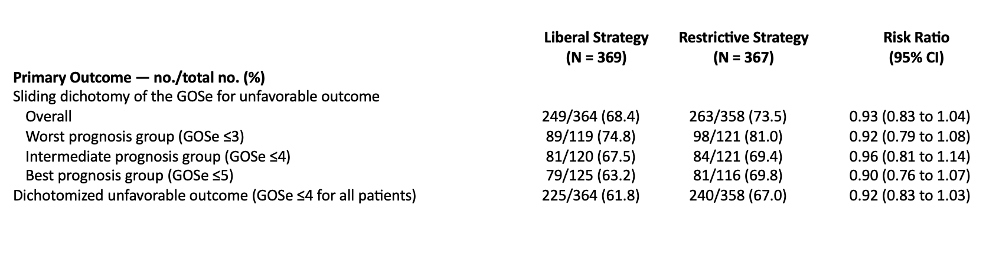 Liberal Strategy Restrictive Strategy Risk Ratio
(N = 369) (N = 367) (95% CI)
Primary Outcome — no./total no. (%)
Sliding dichotomy of the GOSe for unfavorable outcome
Overall 249/364 (68.4) 263/358 (73.5) 0.93 (0.83 to 1.04)
Worst prognosis group (GOSe ≤3) 89/119 (74.8) 98/121 (81.0) 0.92 (0.79 to 1.08)
Intermediate prognosis group (GOSe ≤4) 81/120 (67.5) 84/121 (69.4) 0.96 (0.81 to 1.14)
Best prognosis group (GOSe ≤5) 79/125 (63.2) 81/116 (69.8) 0.90 (0.76 to 1.07)
Dichotomized unfavorable outcome (GOSe ≤4 for all patients) 225/364 (61.8) 240/358 (67.0) 0.92 (0.83 to 1.03)